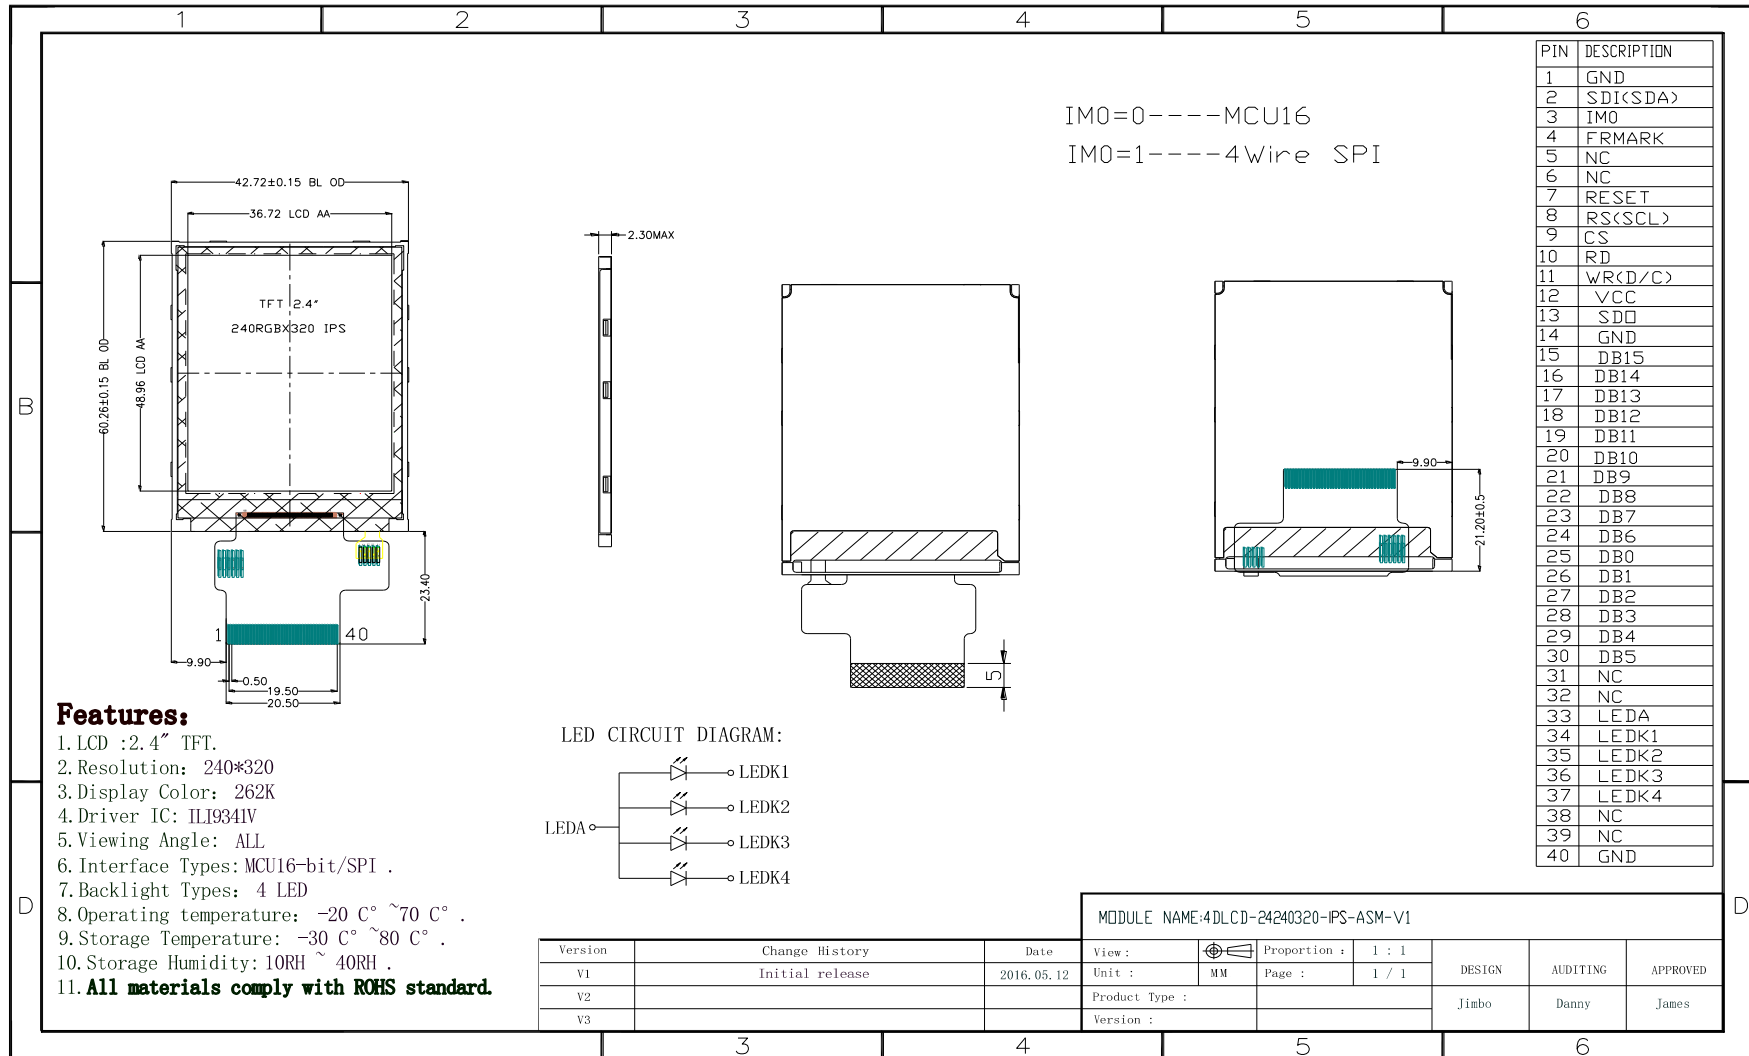 1 2 3 4 5 6
PIN DESCRIPTION
1 GND
2 SDI(SDA)
3 IM0
4 FRMARK
5 NC
6 NC
7 RESET
8 RS(SCL)
9 CS
10 RD
11 WR(D/C)
12 VCC
13 SDO
14 GND
15 DB15
16 DB14
17 DB13
18 DB12
19 DB11
20 DB10
21 DB9
22 DB8
23 DB7
24 DB6
25 DB0
26 DB1
27 DB2
28 DB3
29 DB4
30 DB5
31 NC
32 NC
33 LEDA
34 LEDK1
35 LEDK2
36 LEDK3
37 LEDK4
38 NC
39 NC
40 GND
IM0=0----MCU16
IM0=1----4Wire SPI
42.72±0.15 BL OD
36.72 LCD AA
60.26±0.15 BL OD
48.96 LCD AA
TFT 2.4"
240RGBX320 IPS
2.30MAX
23.40
1
40
9.90
0.50
19.50
20.50
5
9.90
21.20±0.5
B
D
D
Features:
1. LCD :2.4" TFT.
2. Resolution: 240*320
3. Display Color: 262K
4. Driver IC: ILI9341V
5. Viewing Angle: ALL
6. Interface Types: MCU16-bit/SPI .
7. Backlight Types: 4 LED
8. Operating temperature: -20 C° ~70 C° .
9. Storage Temperature: -30 C° ~80 C° .
10. Storage Humidity: 10RH ~ 40RH .
11. All materials comply with ROHS standard.
LED CIRCUIT DIAGRAM:
LEDA
LEDK1
LEDK2
LEDK3
LEDK4
Version Change History Date
V1 Initial release 2016.05.12
V2
V3
MODULE NAME:4DLCD-24240320-IPS-ASM-V1
View : Proportion : 1 : 1
Unit : MM Page : 1 / 1
Product Type :
Version :
DESIGN AUDITING APPROVED
Jimbo Danny James
3 4 5 6